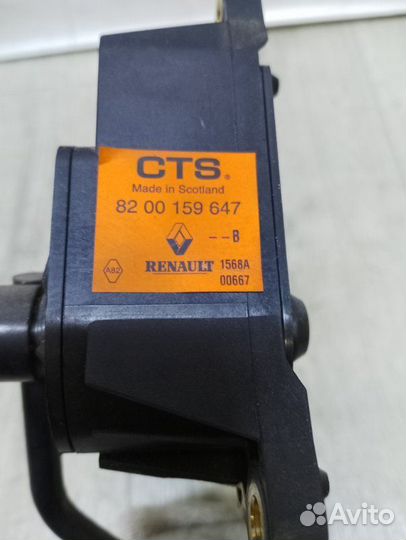 CTS®
Made in Scotland
82 00 159 647
--B
A82
RENAULT 1568A
00667
Avito